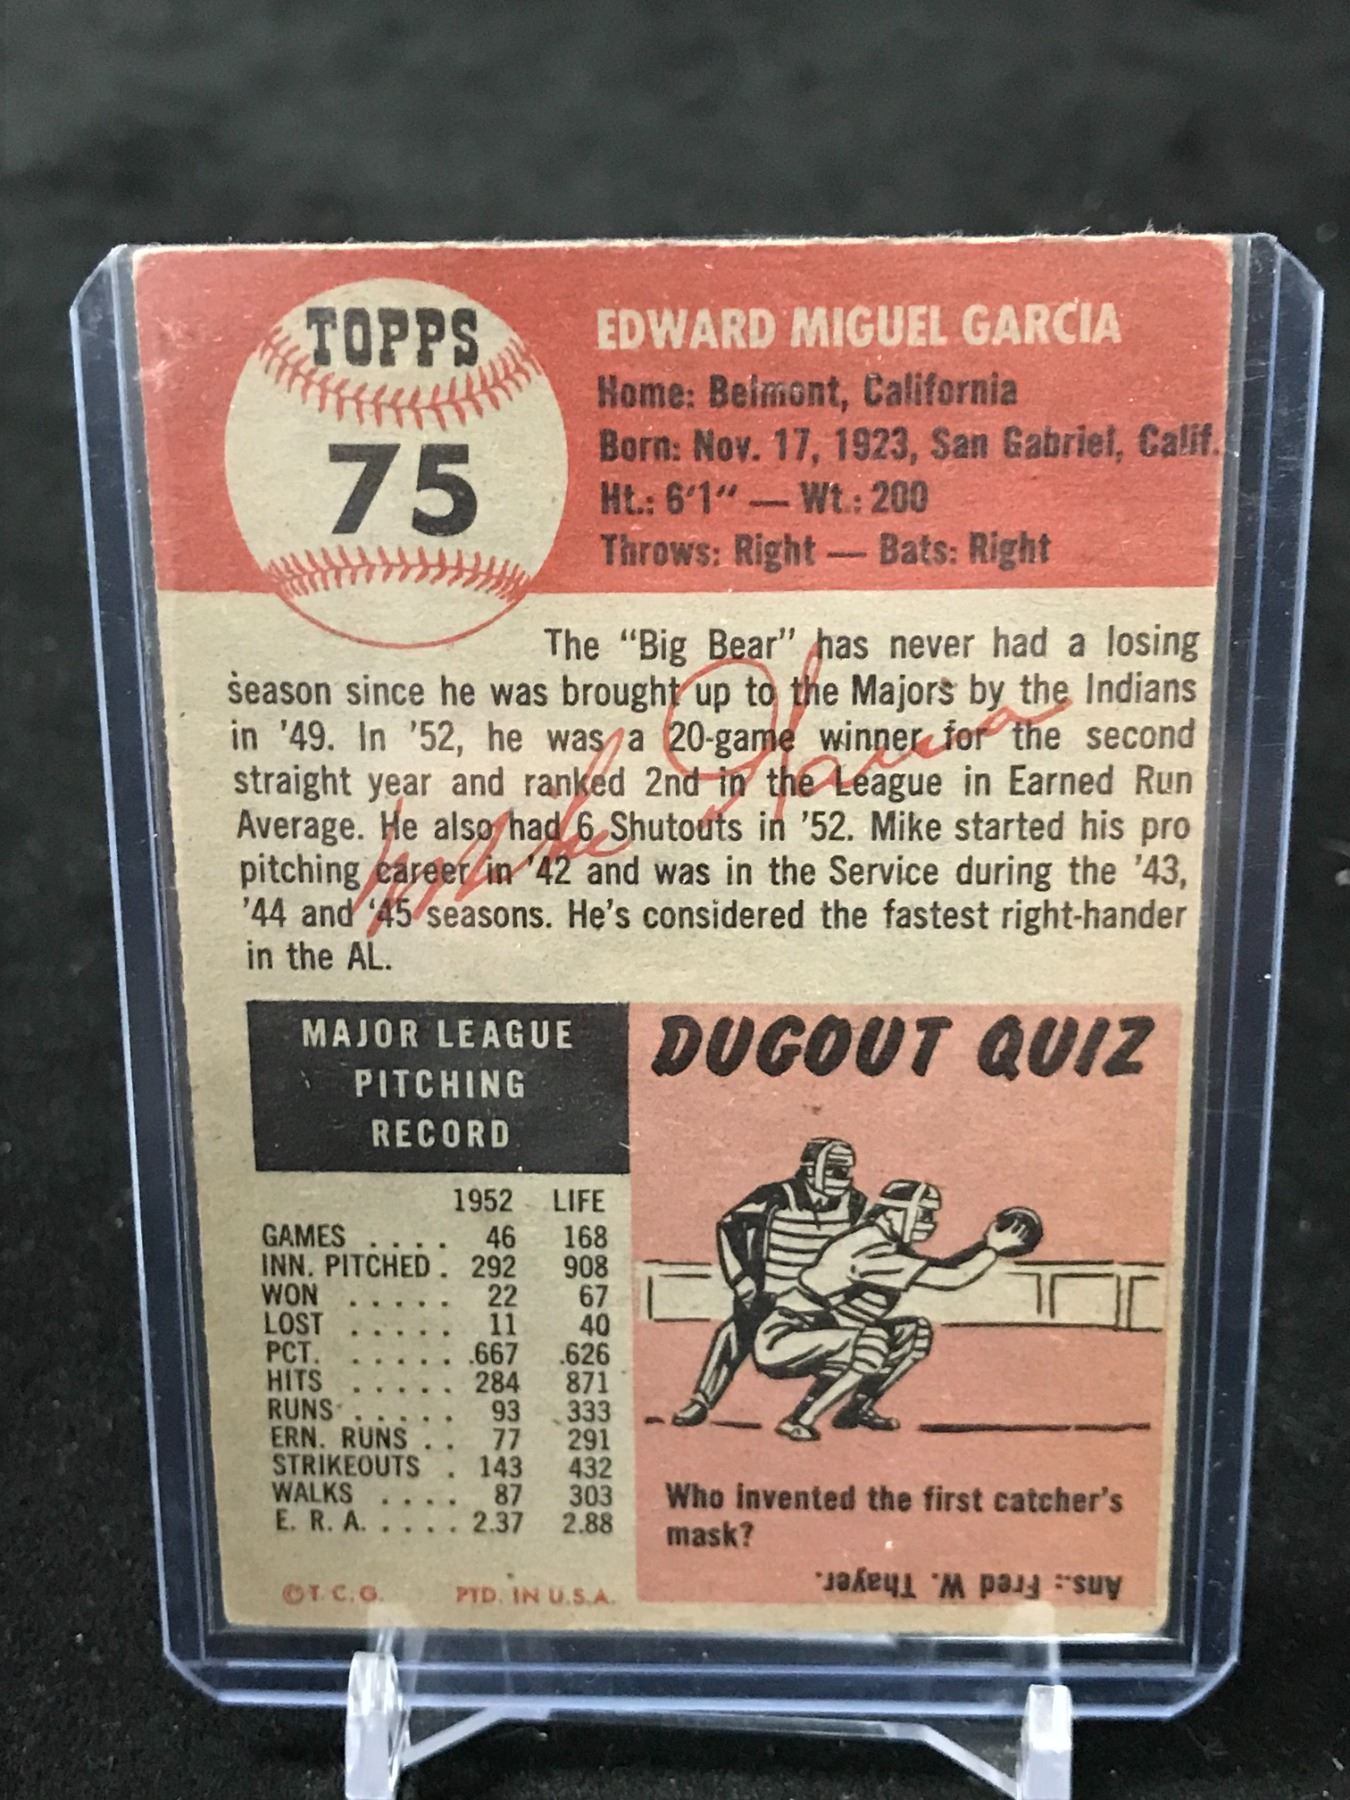 TOPPS
75
EDWARD MIGUEL GARCIA
Home: Belmont, California
Born: Nov. 17, 1923, San Gabriel, Calif.
Ht.: 6'1" — Wt.: 200
Throws: Right — Bats: Right
The "Big Bear" has never had a losing
season since he was brought up to the Majors by the Indians
in '49. In '52, he was a 20-game winner for the second
straight year and ranked 2nd in the League in Earned Run
Average. He also had 6 Shutouts in '52. Mike started his pro
pitching career in '42 and was in the Service during the '43,
'44 and '45 seasons. He's considered the fastest right-hander
in the AL.
Mike Garcia
MAJOR LEAGUE
PITCHING
RECORD
1952 LIFE
GAMES . . . . 46 168
INN. PITCHED . 292 908
WON . . . . . 22 67
LOST . . . . . 11 40
PCT. . . . . . .667 .626
HITS . . . . . 284 871
RUNS . . . . . 93 333
ERN. RUNS . . 77 291
STRIKEOUTS . 143 432
WALKS . . . . 87 303
E. R. A. . . . . 2.37 2.88
© T. C. G. PTD. IN U.S.A.
DUGOUT QUIZ
Who invented the first catcher's
mask?
Ans.: Fred W. Thayer.